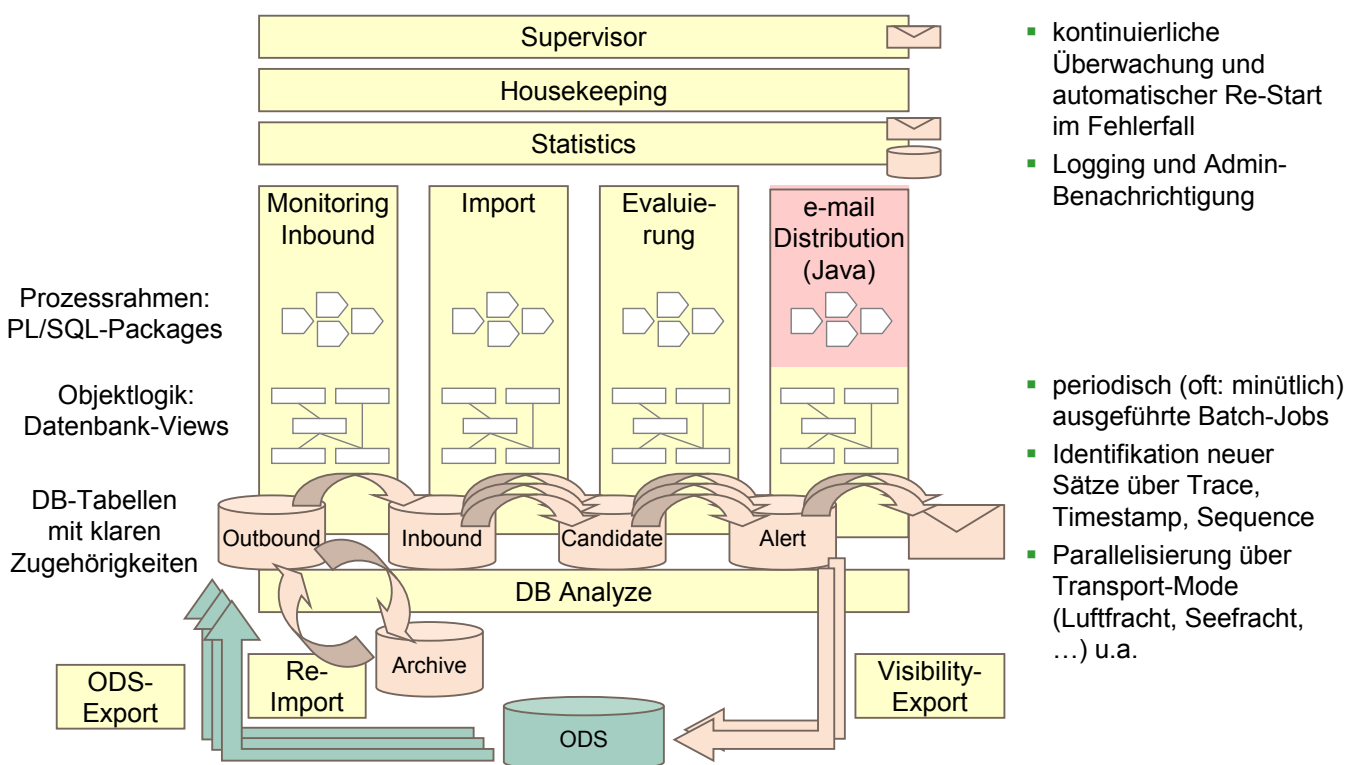 Supervisor
Housekeeping
Statistics
Monitoring
Inbound
Import
Evaluie-
rung
e-mail
Distribution
(Java)
Prozessrahmen:
PL/SQL-Packages
Objektlogik:
Datenbank-Views
DB-Tabellen
mit klaren
Zugehörigkeiten
Outbound
Inbound
Candidate
Alert
DB Analyze
Archive
ODS-
Export
Re-
Import
ODS
Visibility-
Export
kontinuierliche
Überwachung und
automatischer Re-Start
im Fehlerfall
Logging und Admin-
Benachrichtigung
periodisch (oft: minütlich)
ausgeführte Batch-Jobs
Identifikation neuer
Sätze über Trace,
Timestamp, Sequence
Parallelisierung über
Transport-Mode
(Luftfracht, Seefracht,
…) u.a.